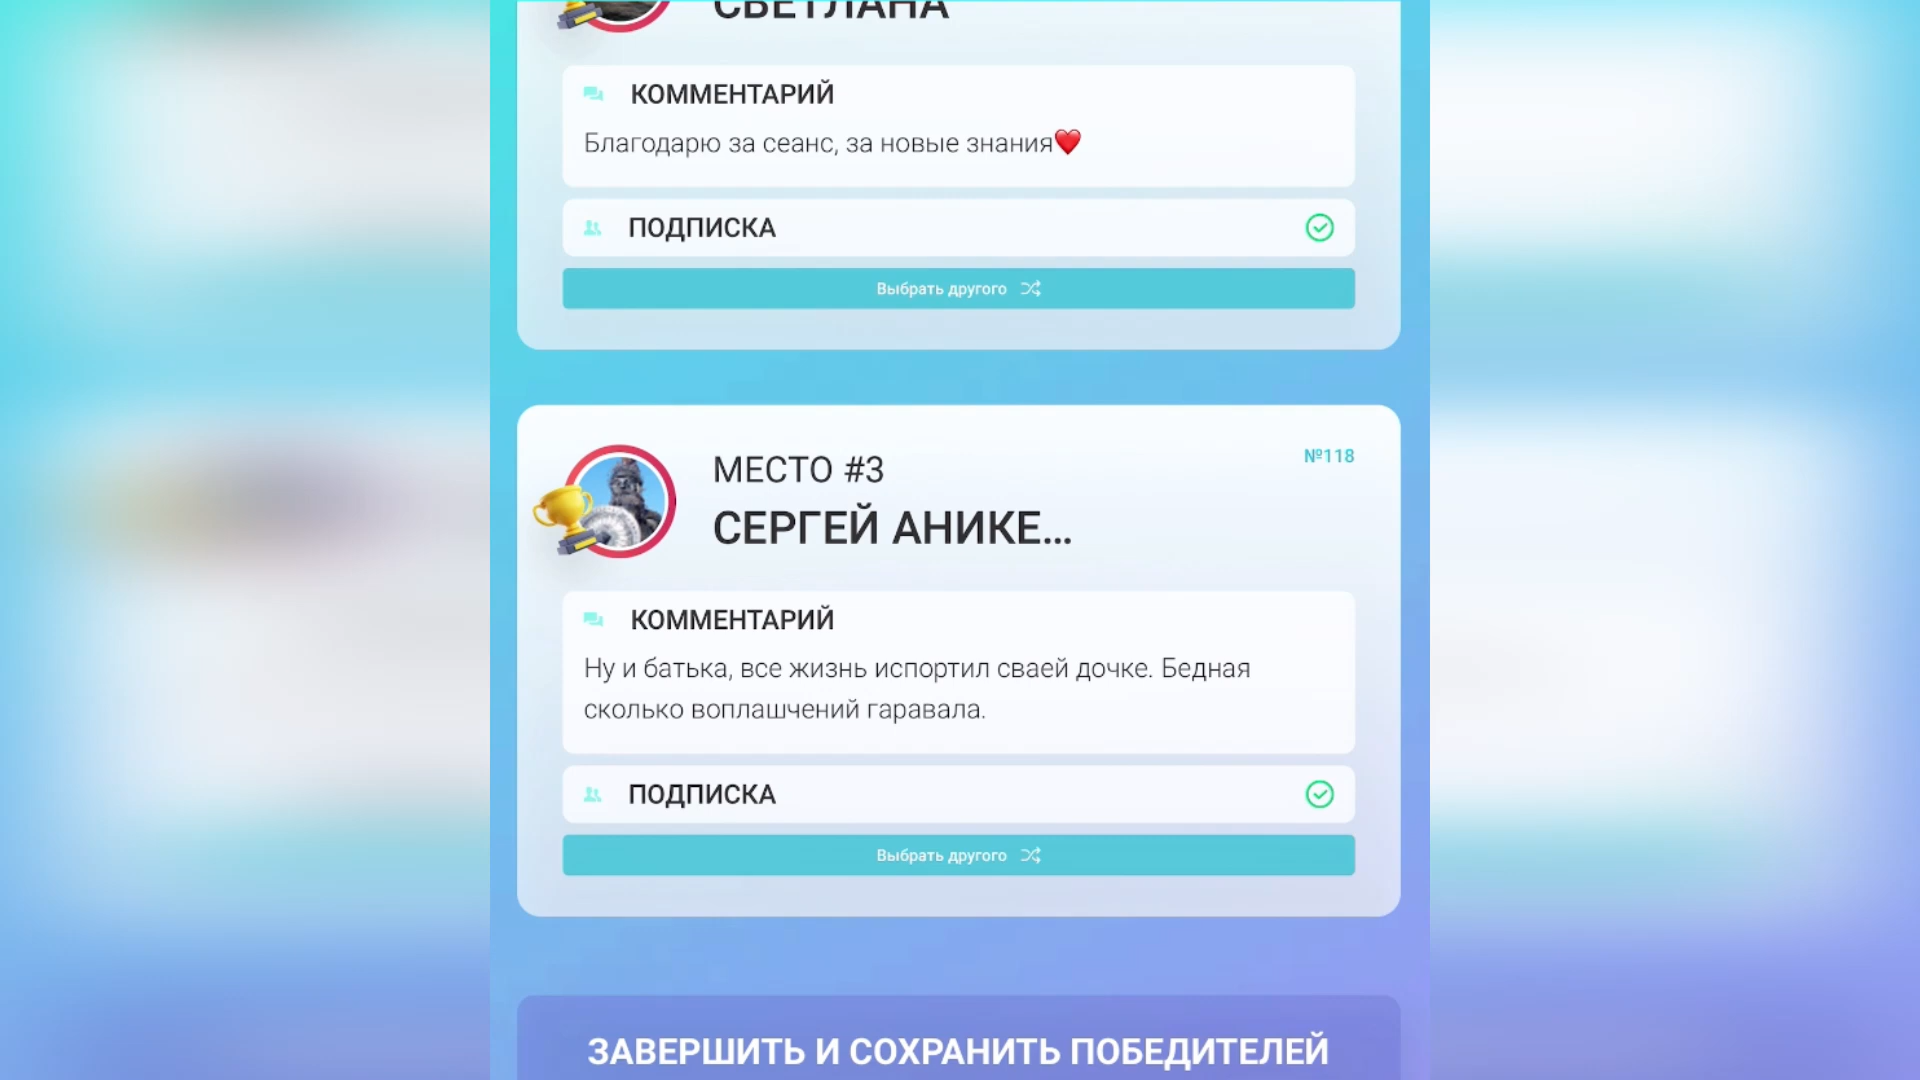 СВЕТЛАНА
КОММЕНТАРИЙ
Благодарю за сеанс, за новые знания❤️
ПОДПИСКА
Выбрать другого
МЕСТО #3
№118
СЕРГЕЙ АНИКЕ...
КОММЕНТАРИЙ
Ну и батька, все жизнь испортил сваей дочке. Бедная
сколько воплашчений гаравала.
ПОДПИСКА
Выбрать другого
ЗАВЕРШИТЬ И СОХРАНИТЬ ПОБЕДИТЕЛЕЙ